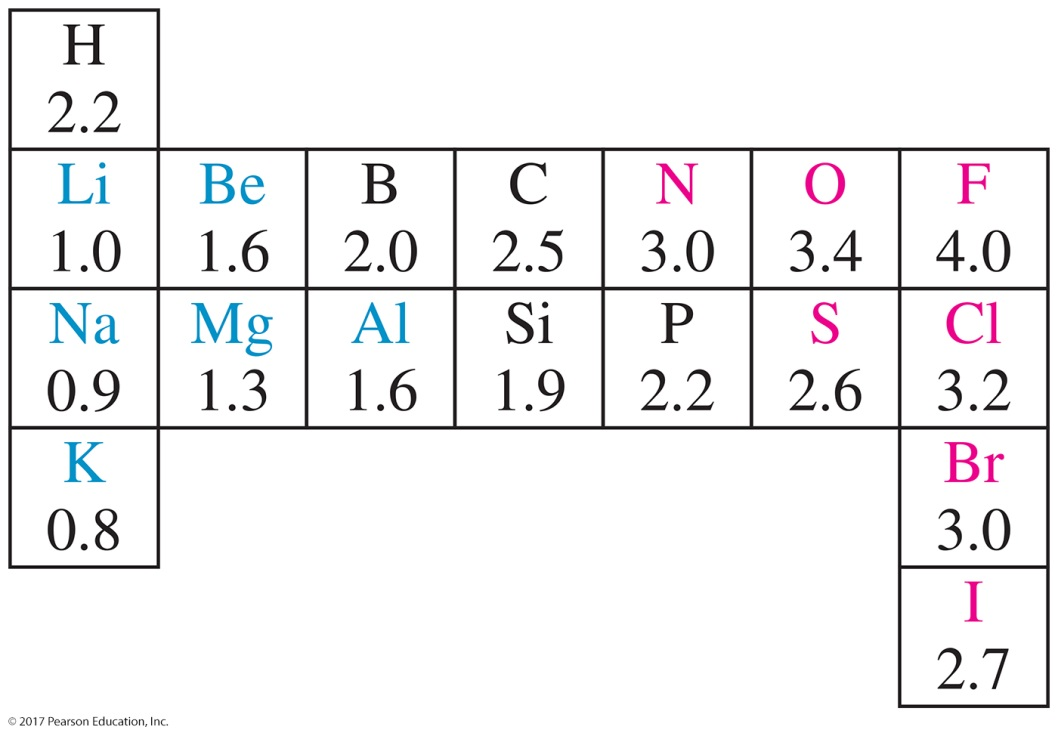 H
2.2
Li Be B C N O F
1.0 1.6 2.0 2.5 3.0 3.4 4.0
Na Mg Al Si P S Cl
0.9 1.3 1.6 1.9 2.2 2.6 3.2
K Br
0.8 3.0
I
2.7
© 2017 Pearson Education, Inc.